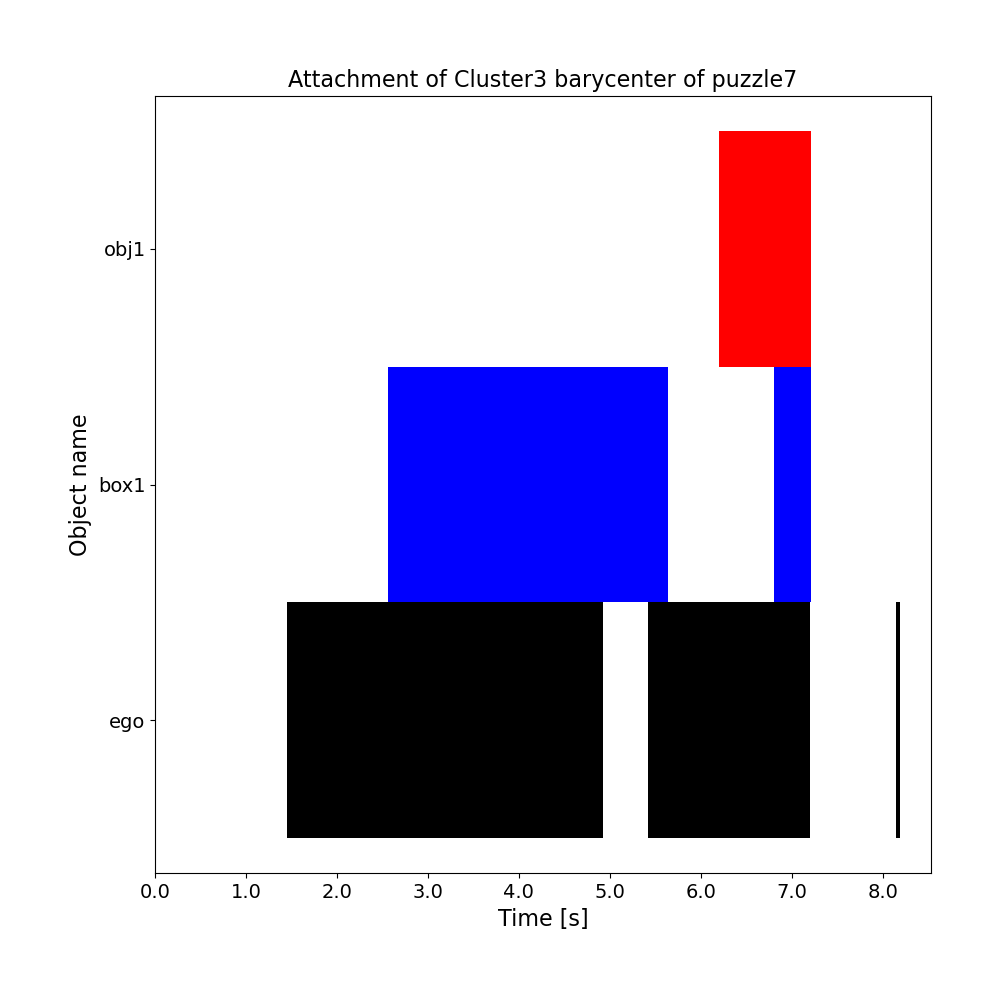 Attachment of Cluster3 barycenter of puzzle7
obj1
box1
ego
Object name
0.0 1.0 2.0 3.0 4.0 5.0 6.0 7.0 8.0
Time [s]